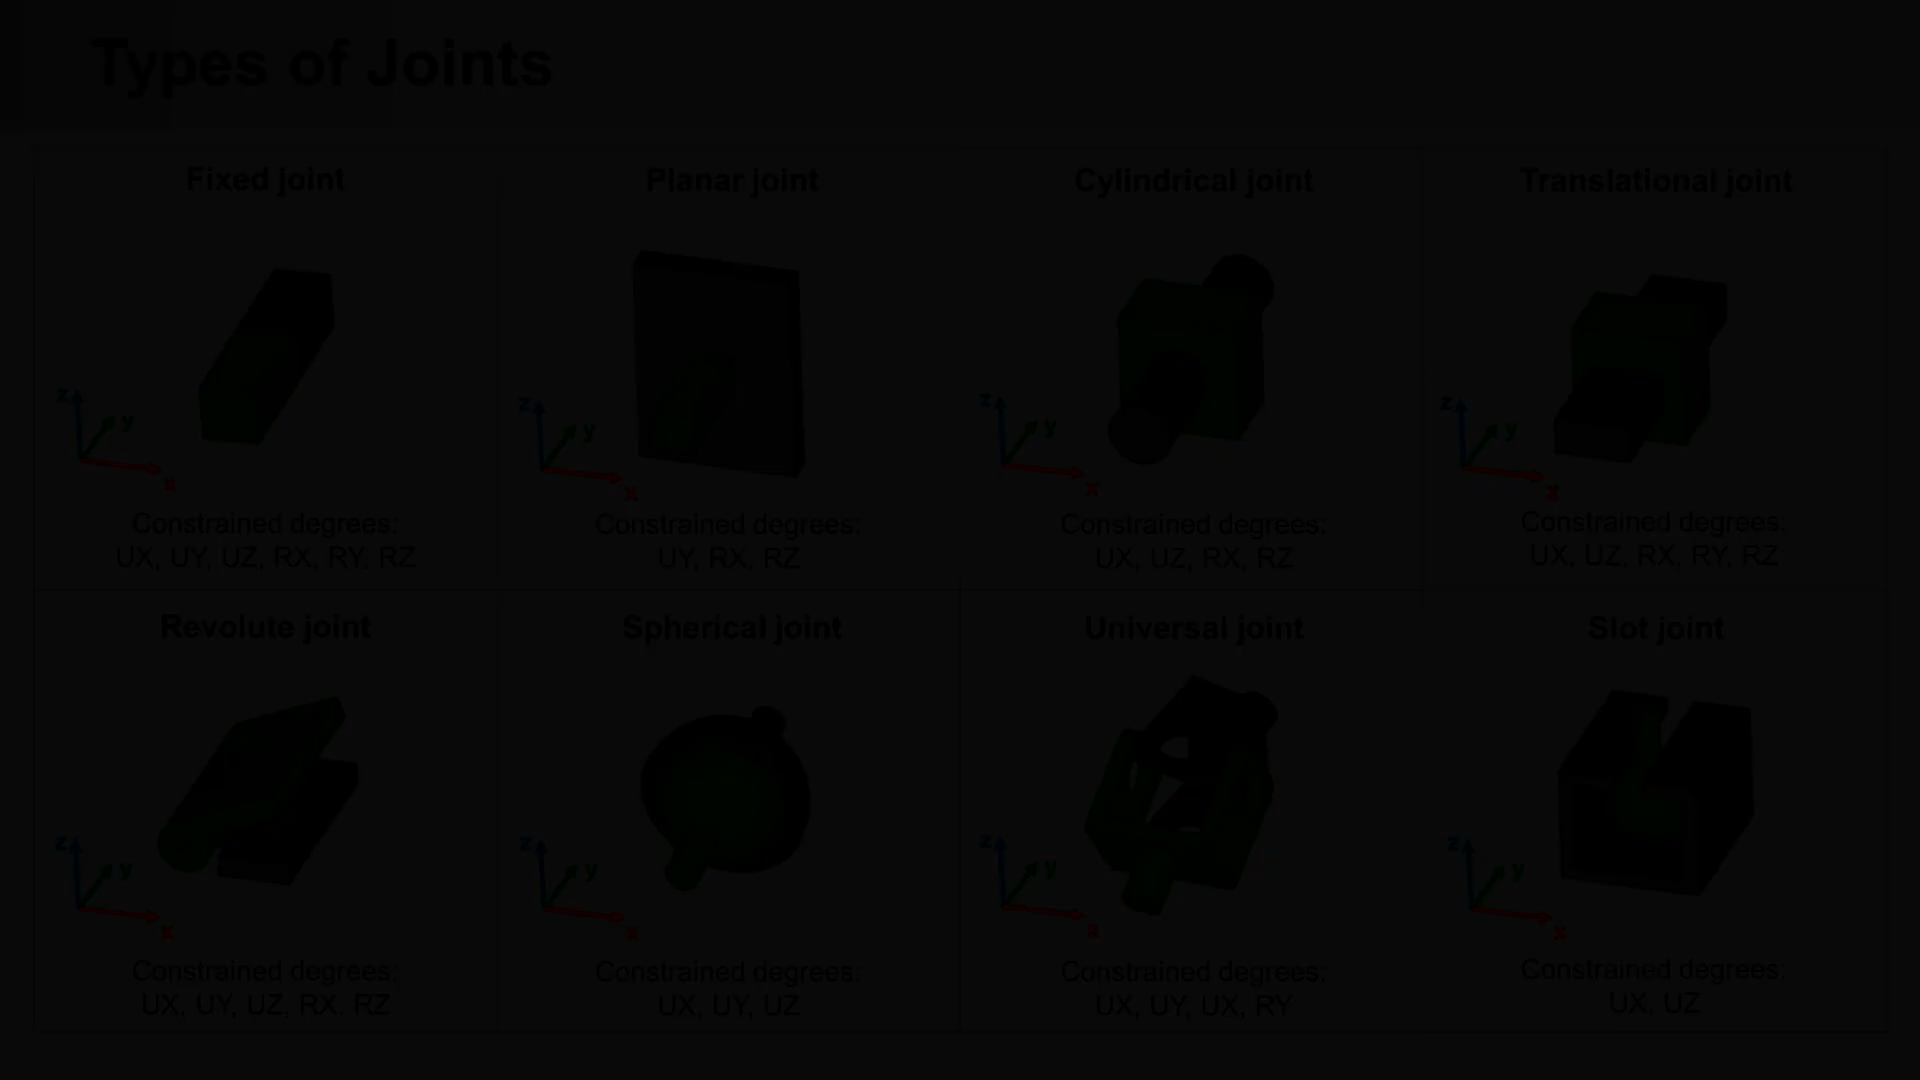 Types of Joints
Fixed joint
z
y
x
Constrained degrees:
UX, UY, UZ, RX, RY, RZ
Planar joint
z
y
x
Constrained degrees:
UY, RX, RZ
Cylindrical joint
z
y
x
Constrained degrees:
UX, UZ, RX, RZ
Translational joint
z
y
x
Constrained degrees:
UX, UZ, RX, RY, RZ
Revolute joint
z
y
x
Constrained degrees:
UX, UY, UZ, RX, RZ
Spherical joint
z
y
x
Constrained degrees:
UX, UY, UZ
Universal joint
z
y
x
Constrained degrees:
UX, UY, UX, RY
Slot joint
z
y
x
Constrained degrees:
UX, UZ